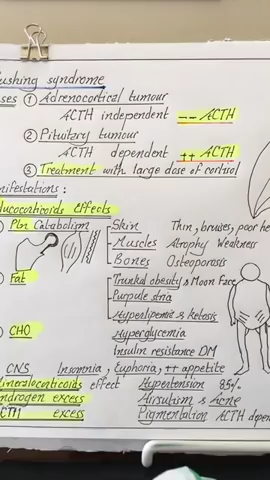 ushing syndrome
ses ① Adrenocortical tumour
ACTH independent -- ACTH
② Pituitary tumour
ACTH dependent ++ ACTH
③ Treatment with large dose of cortisol
nifestations :
lucocorticoids effects
Ptn Catabolism Skin Thin, bruises, poor he
Muscles Atrophy Weakness
Bones Osteoporosis
Fat Trunkal obesity & Moon Face
Purpule stria
Hyperlipemia & ketosis
CHO Hyperglycemia
Insulin resistance DM
CNS Insomnia, Euphoria, ++ appetite
ineralocorticoids effect Hypertension 85%
ndrogen excess Hirsutism & Acne
CTH excess Pigmentation ACTH depen